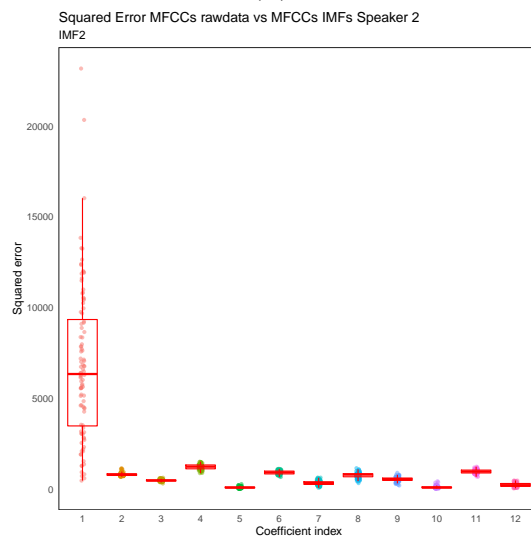 Squared Error MFCCs rawdata vs MFCCs IMFs Speaker 2
IMF2
20000
15000
10000
5000
0
Squared error
1 2 3 4 5 6 7 8 9 10 11 12
Coefficient index